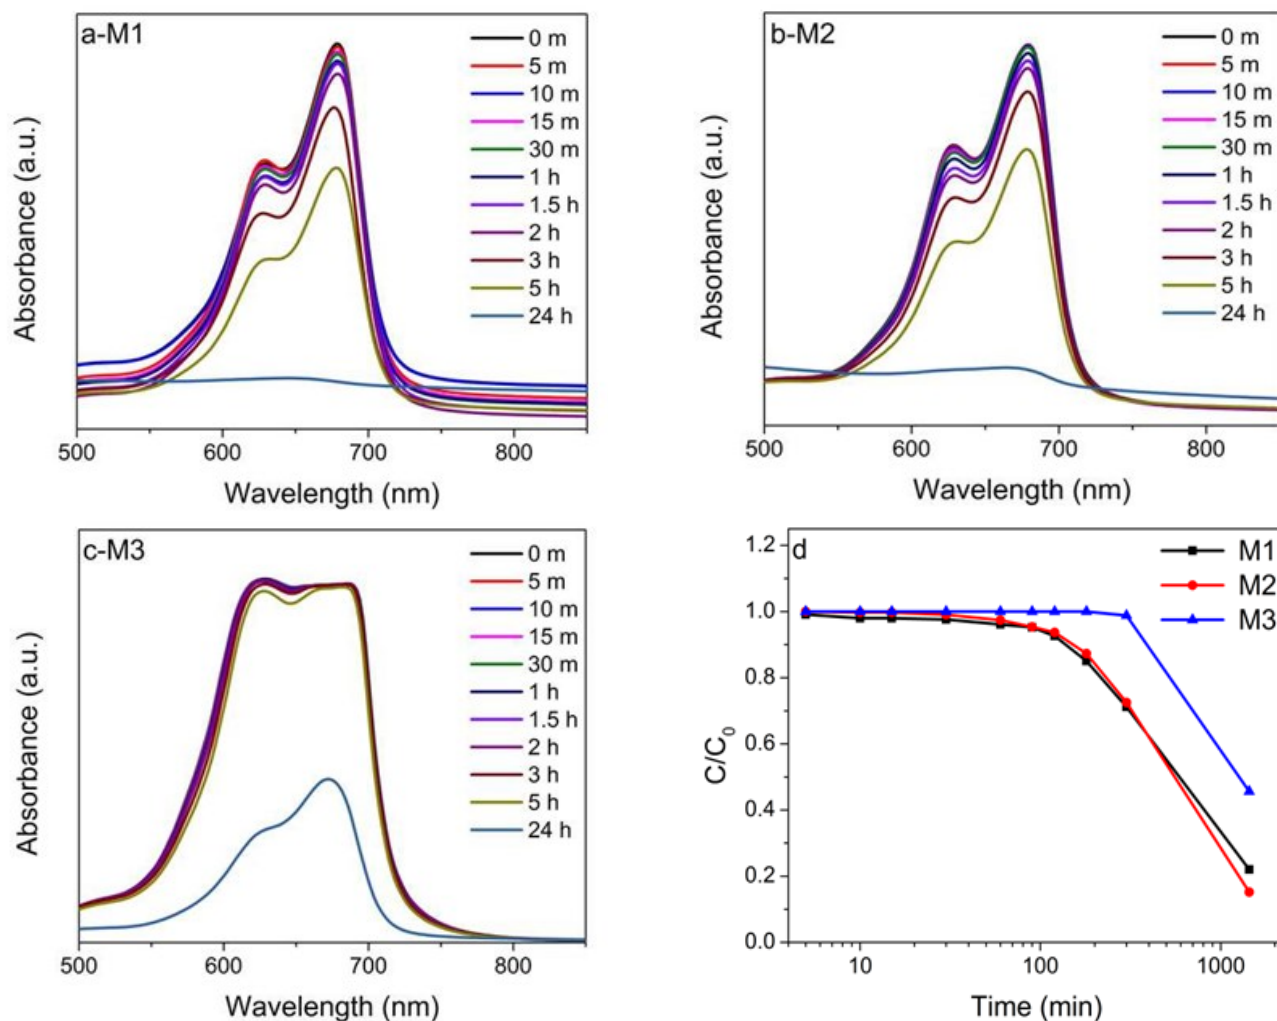 a-M1
0 m
5 m
10 m
15 m
30 m
1 h
1.5 h
2 h
3 h
5 h
24 h
Absorbance (a.u.)
500
600
700
800
Wavelength (nm)
b-M2
0 m
5 m
10 m
15 m
30 m
1 h
1.5 h
2 h
3 h
5 h
24 h
Absorbance (a.u.)
500
600
700
800
Wavelength (nm)
c-M3
0 m
5 m
10 m
15 m
30 m
1 h
1.5 h
2 h
3 h
5 h
24 h
Absorbance (a.u.)
500
600
700
800
Wavelength (nm)
d
M1
M2
M3
1.2
1.0
0.8
0.6
0.4
0.2
0.0
C/C0
10
100
1000
Time (min)